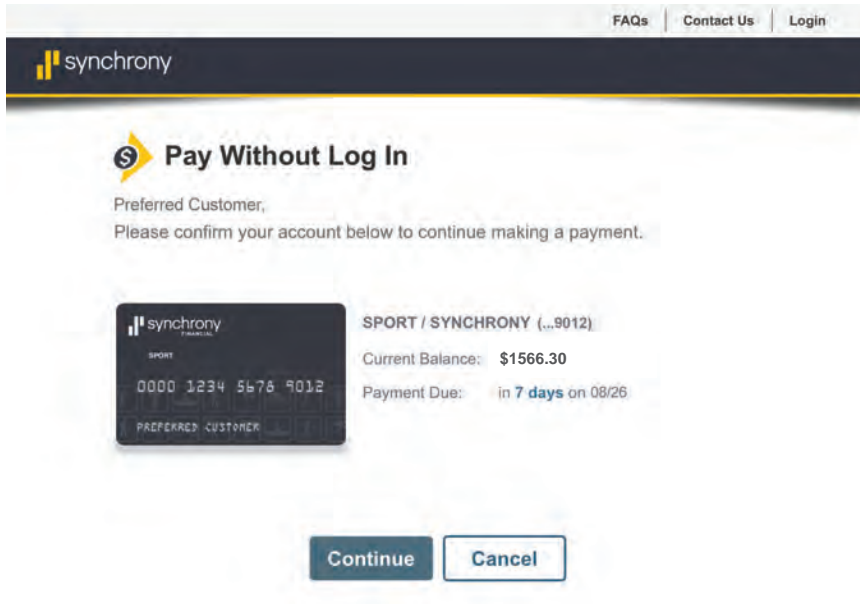 FAQs Contact Us Login
synchrony
Pay Without Log In
Preferred Customer,
Please confirm your account below to continue making a payment.
synchrony
FINANCIAL
SPORT
0000 1234 5678 9012
PREFERRED CUSTOMER
SPORT / SYNCHRONY (...9012)
Current Balance: $1566.30
Payment Due: in 7 days on 08/26
Continue Cancel